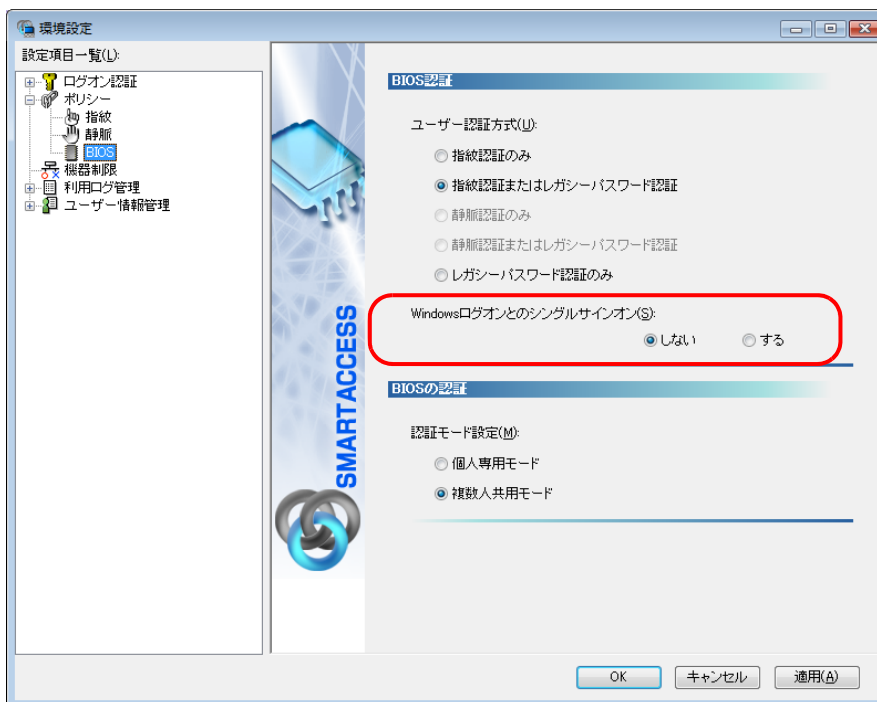 環境設定
設定項目一覧(L):
ログオン認証
ポリシー
指紋
静脈
BIOS
機器制限
利用ログ管理
ユーザー情報管理
SMARTACCESS
BIOS認証
ユーザー認証方式(U):
指紋認証のみ
指紋認証またはレガシーパスワード認証
静脈認証のみ
静脈認証またはレガシーパスワード認証
レガシーパスワード認証のみ
Windowsログオンとのシングルサインオン(S):
しない する
BIOSの認証
認証モード設定(M):
個人専用モード
複数人共用モード
OK キャンセル 適用(A)